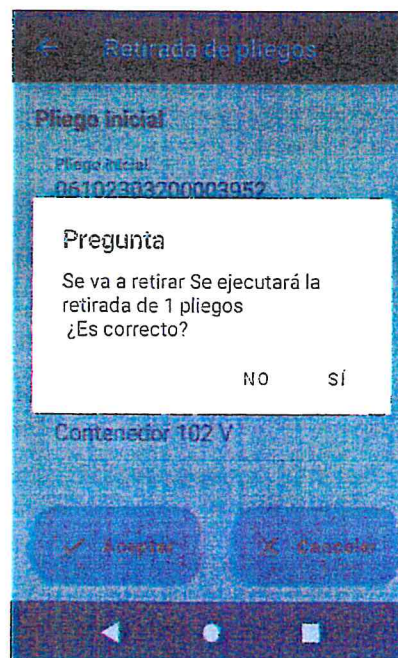 Retirada de pliegos
Pliego inicial
Pliego inicial
06102303200003952
Pregunta
Se va a retirar Se ejecutará la
retirada de 1 pliegos
¿Es correcto?
NO SÍ
Contenedor 102 V
Aceptar Cancelar